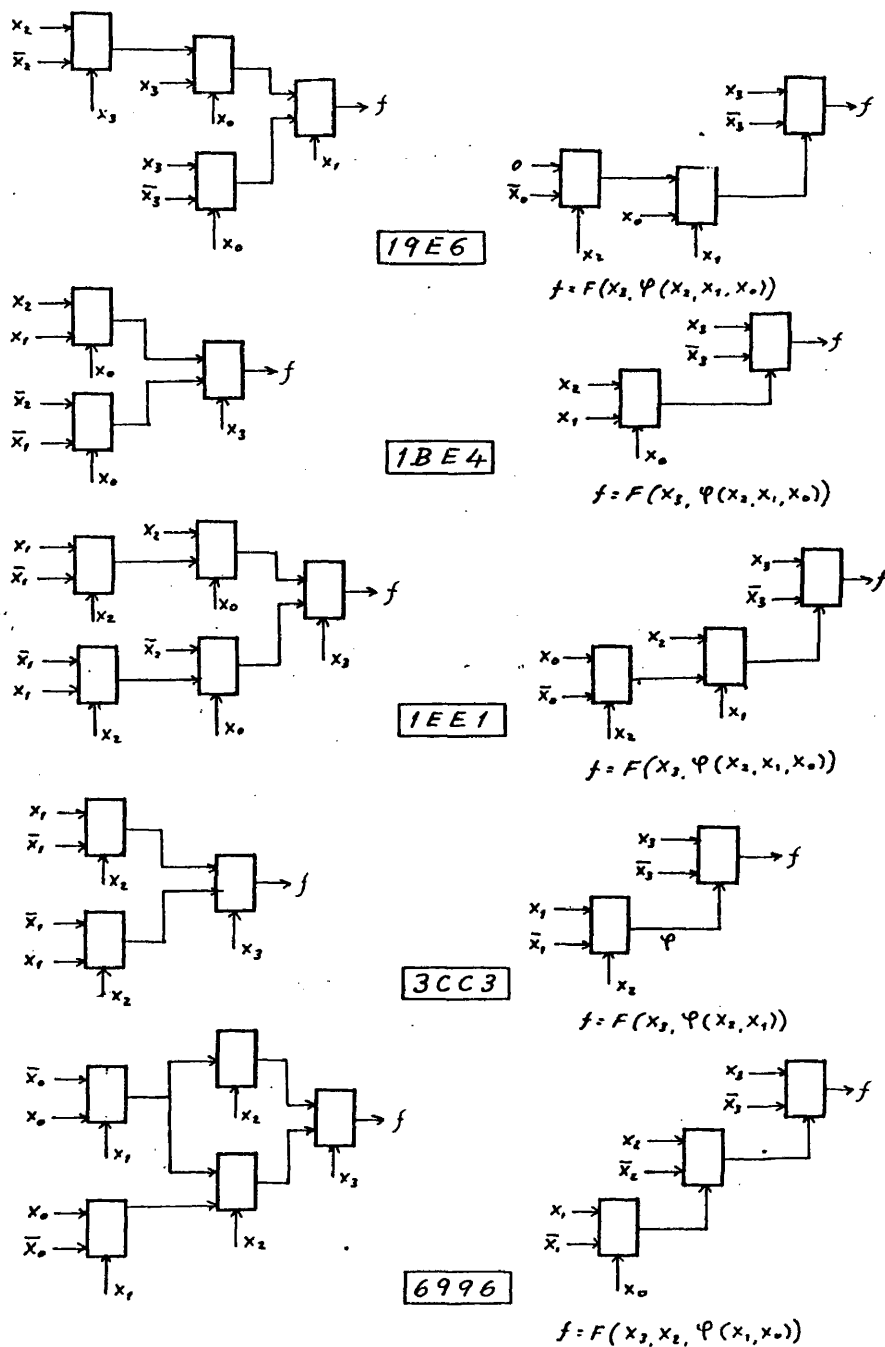 x₂
x̄₂
x₃
x₃
x₀
f
x₁
x₃
x̄₃
x₀
x₃
x̄₃
f
0
x̄₀
x₂
x₀
x₁
19E6
f = F(x₃, φ(x₂, x₁, x₀))
x₂
x₁
x₀
f
x̄₂
x̄₁
x₃
x₀
x₃
x̄₃
f
x₂
x₁
x₀
1BE4
f = F(x₃, φ(x₂, x₁, x₀))
x₁
x̄₁
x₂
x₂
x₀
f
x̄₁
x₁
x̄₂
x₃
x₂
x₀
x₃
x̄₃
f
x₀
x̄₀
x₂
x₂
x₁
1EE1
f = F(x₃, φ(x₂, x₁, x₀))
x₁
x̄₁
x₂
f
x̄₁
x₁
x₃
x₂
x₃
x̄₃
f
x₁
x̄₁
φ
x₂
3CC3
f = F(x₃, φ(x₂, x₁))
x̄₀
x₀
x₁
x₂
f
x₃
x₀
x̄₀
x₂
x₁
x₃
x̄₃
f
x₂
x̄₂
x₁
x̄₁
x₀
6996
f = F(x₃, x₂, φ(x₁, x₀))